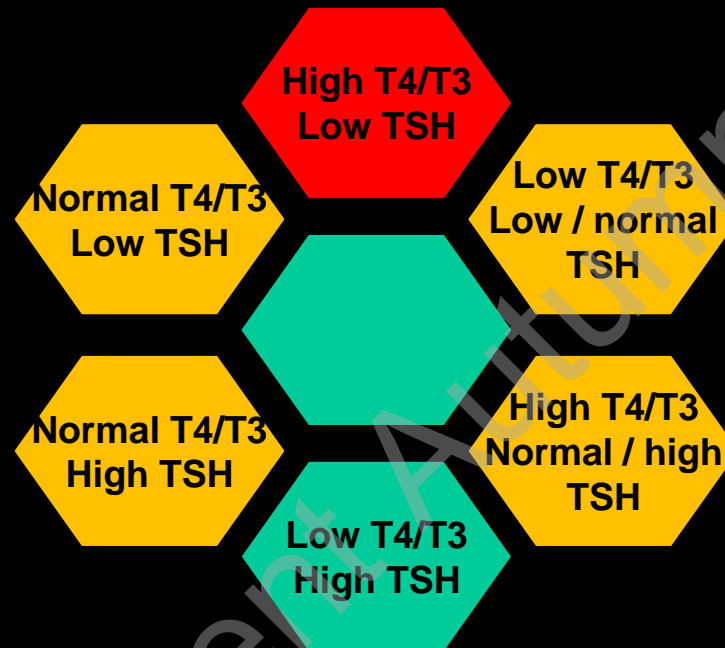 High T4/T3
Low TSH
Normal T4/T3
Low TSH
Low T4/T3
Low / normal
TSH
Normal T4/T3
High TSH
High T4/T3
Normal / high
TSH
Low T4/T3
High TSH